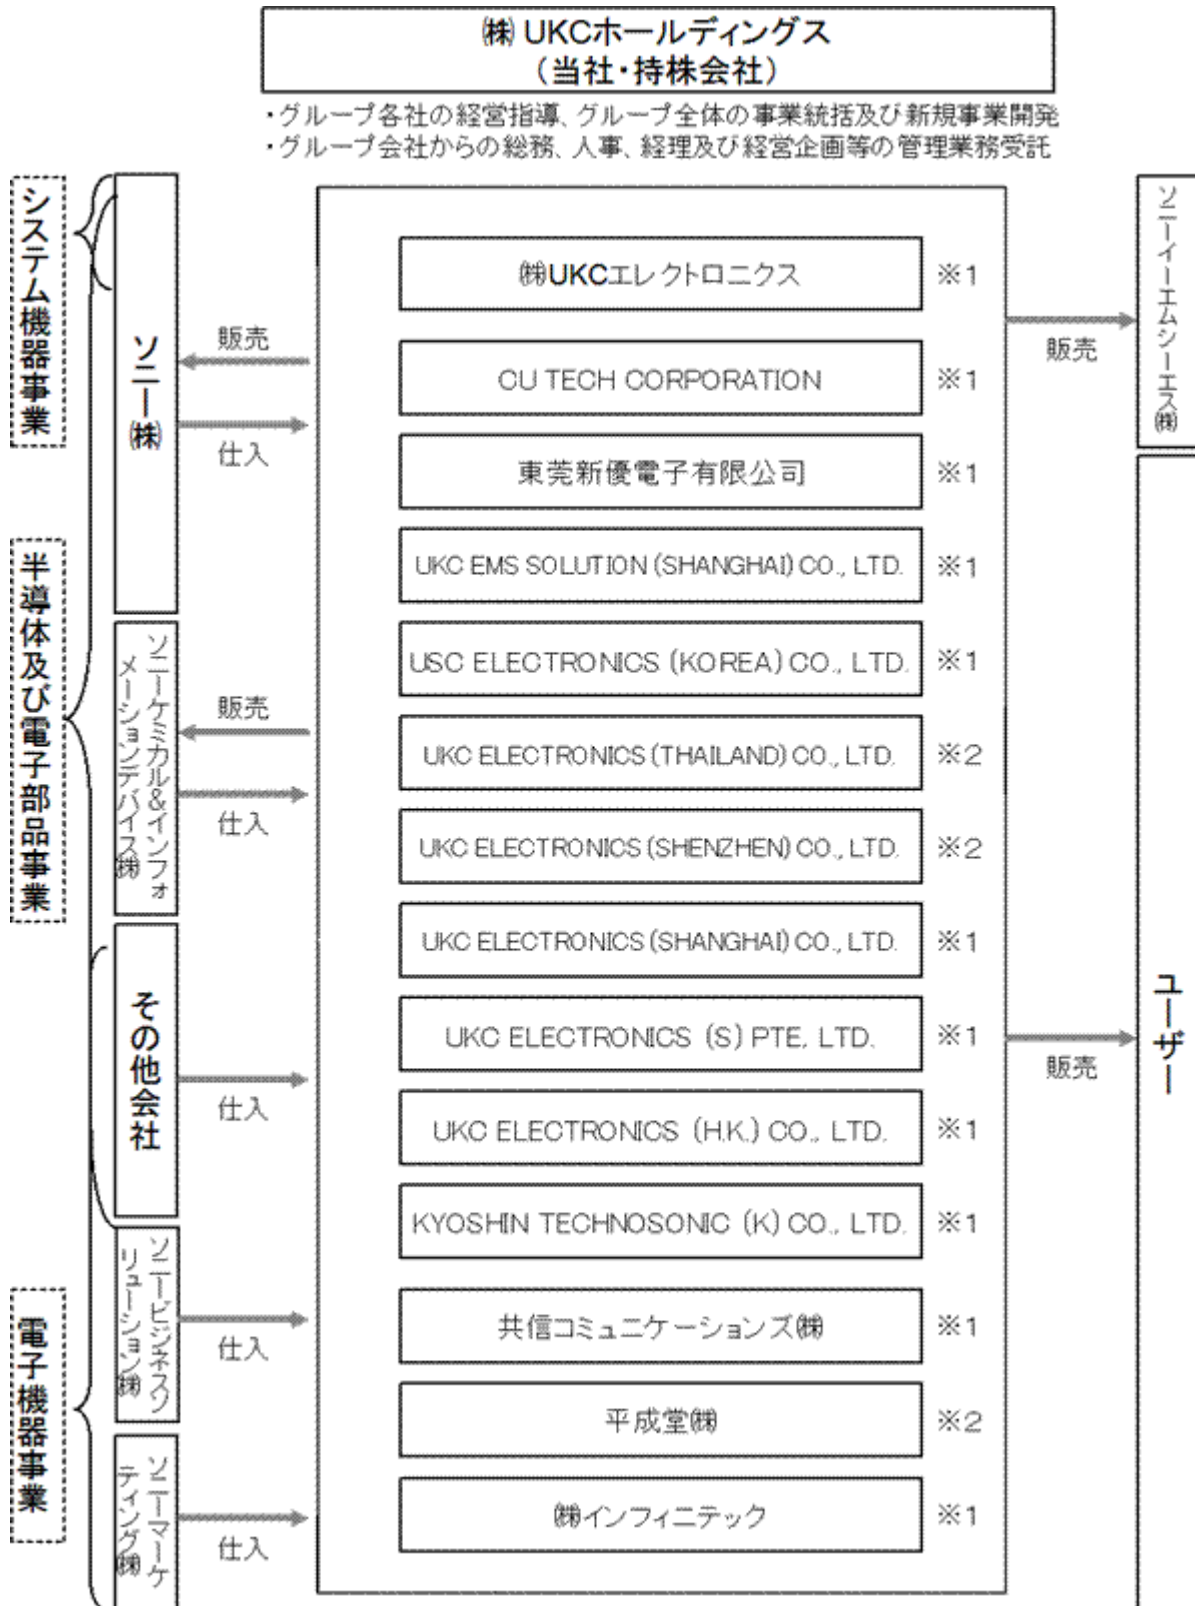 ㈱ UKCホールディングス
（当社・持株会社）
・グループ各社の経営指導、グループ全体の事業統括及び新規事業開発
・グループ会社からの総務、人事、経理及び経営企画等の管理業務受託
システム機器事業
半導体及び電子部品事業
電子機器事業
ソニー㈱
販売
仕入
ソニーケミカル&インフォ
メーションデバイス㈱
販売
仕入
その他会社
仕入
ソニービジネスソ
リューション㈱
仕入
ソニーマーケ
ティング㈱
仕入
㈱UKCエレクトロニクス ※1
CU TECH CORPORATION ※1
東莞新優電子有限公司 ※1
UKC EMS SOLUTION (SHANGHAI) CO., LTD. ※1
USC ELECTRONICS (KOREA) CO., LTD. ※1
UKC ELECTRONICS (THAILAND) CO., LTD. ※2
UKC ELECTRONICS (SHENZHEN) CO., LTD. ※2
UKC ELECTRONICS (SHANGHAI) CO., LTD. ※1
UKC ELECTRONICS (S) PTE, LTD. ※1
UKC ELECTRONICS (H.K.) CO., LTD. ※1
KYOSHIN TECHNOSONIC (K) CO., LTD. ※1
共信コミュニケーションズ㈱ ※1
平成堂㈱ ※2
㈱インフィニテック ※1
販売
ソニーイーエムシーエス㈱
販売
ユーザー